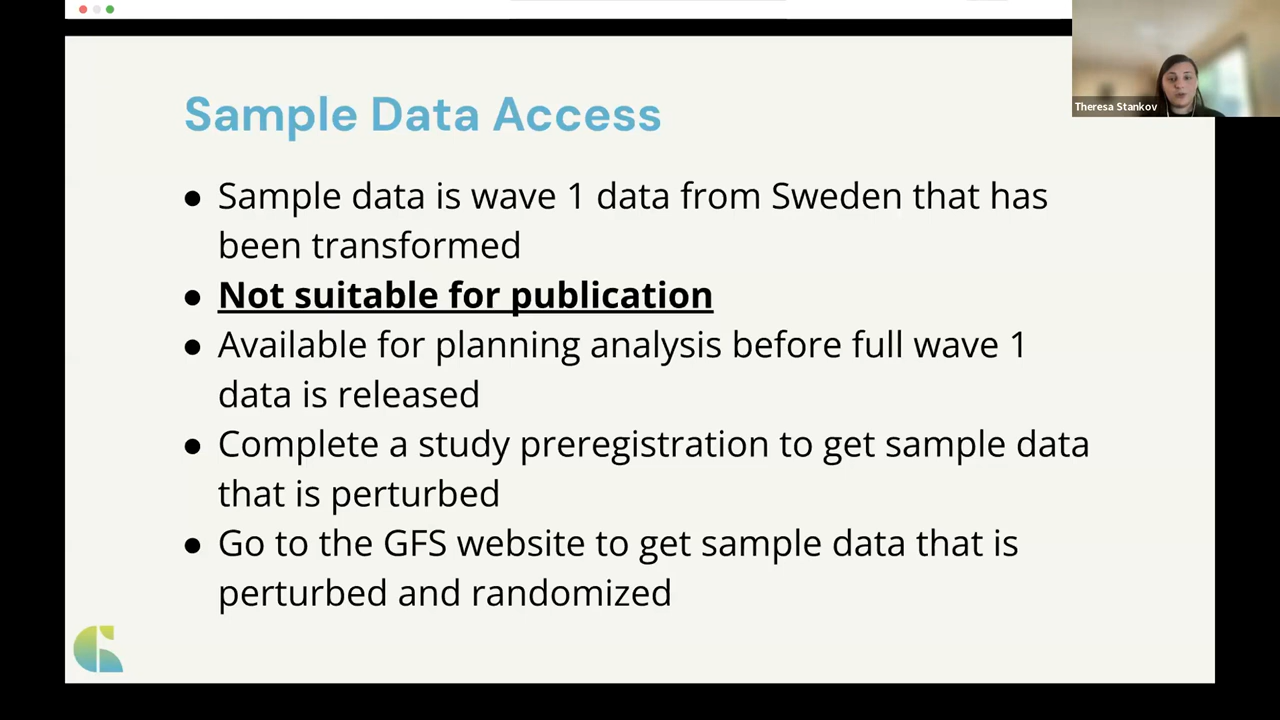 Theresa Stankov
Sample Data Access
● Sample data is wave 1 data from Sweden that has
been transformed
● Not suitable for publication
● Available for planning analysis before full wave 1
data is released
● Complete a study preregistration to get sample data
that is perturbed
● Go to the GFS website to get sample data that is
perturbed and randomized